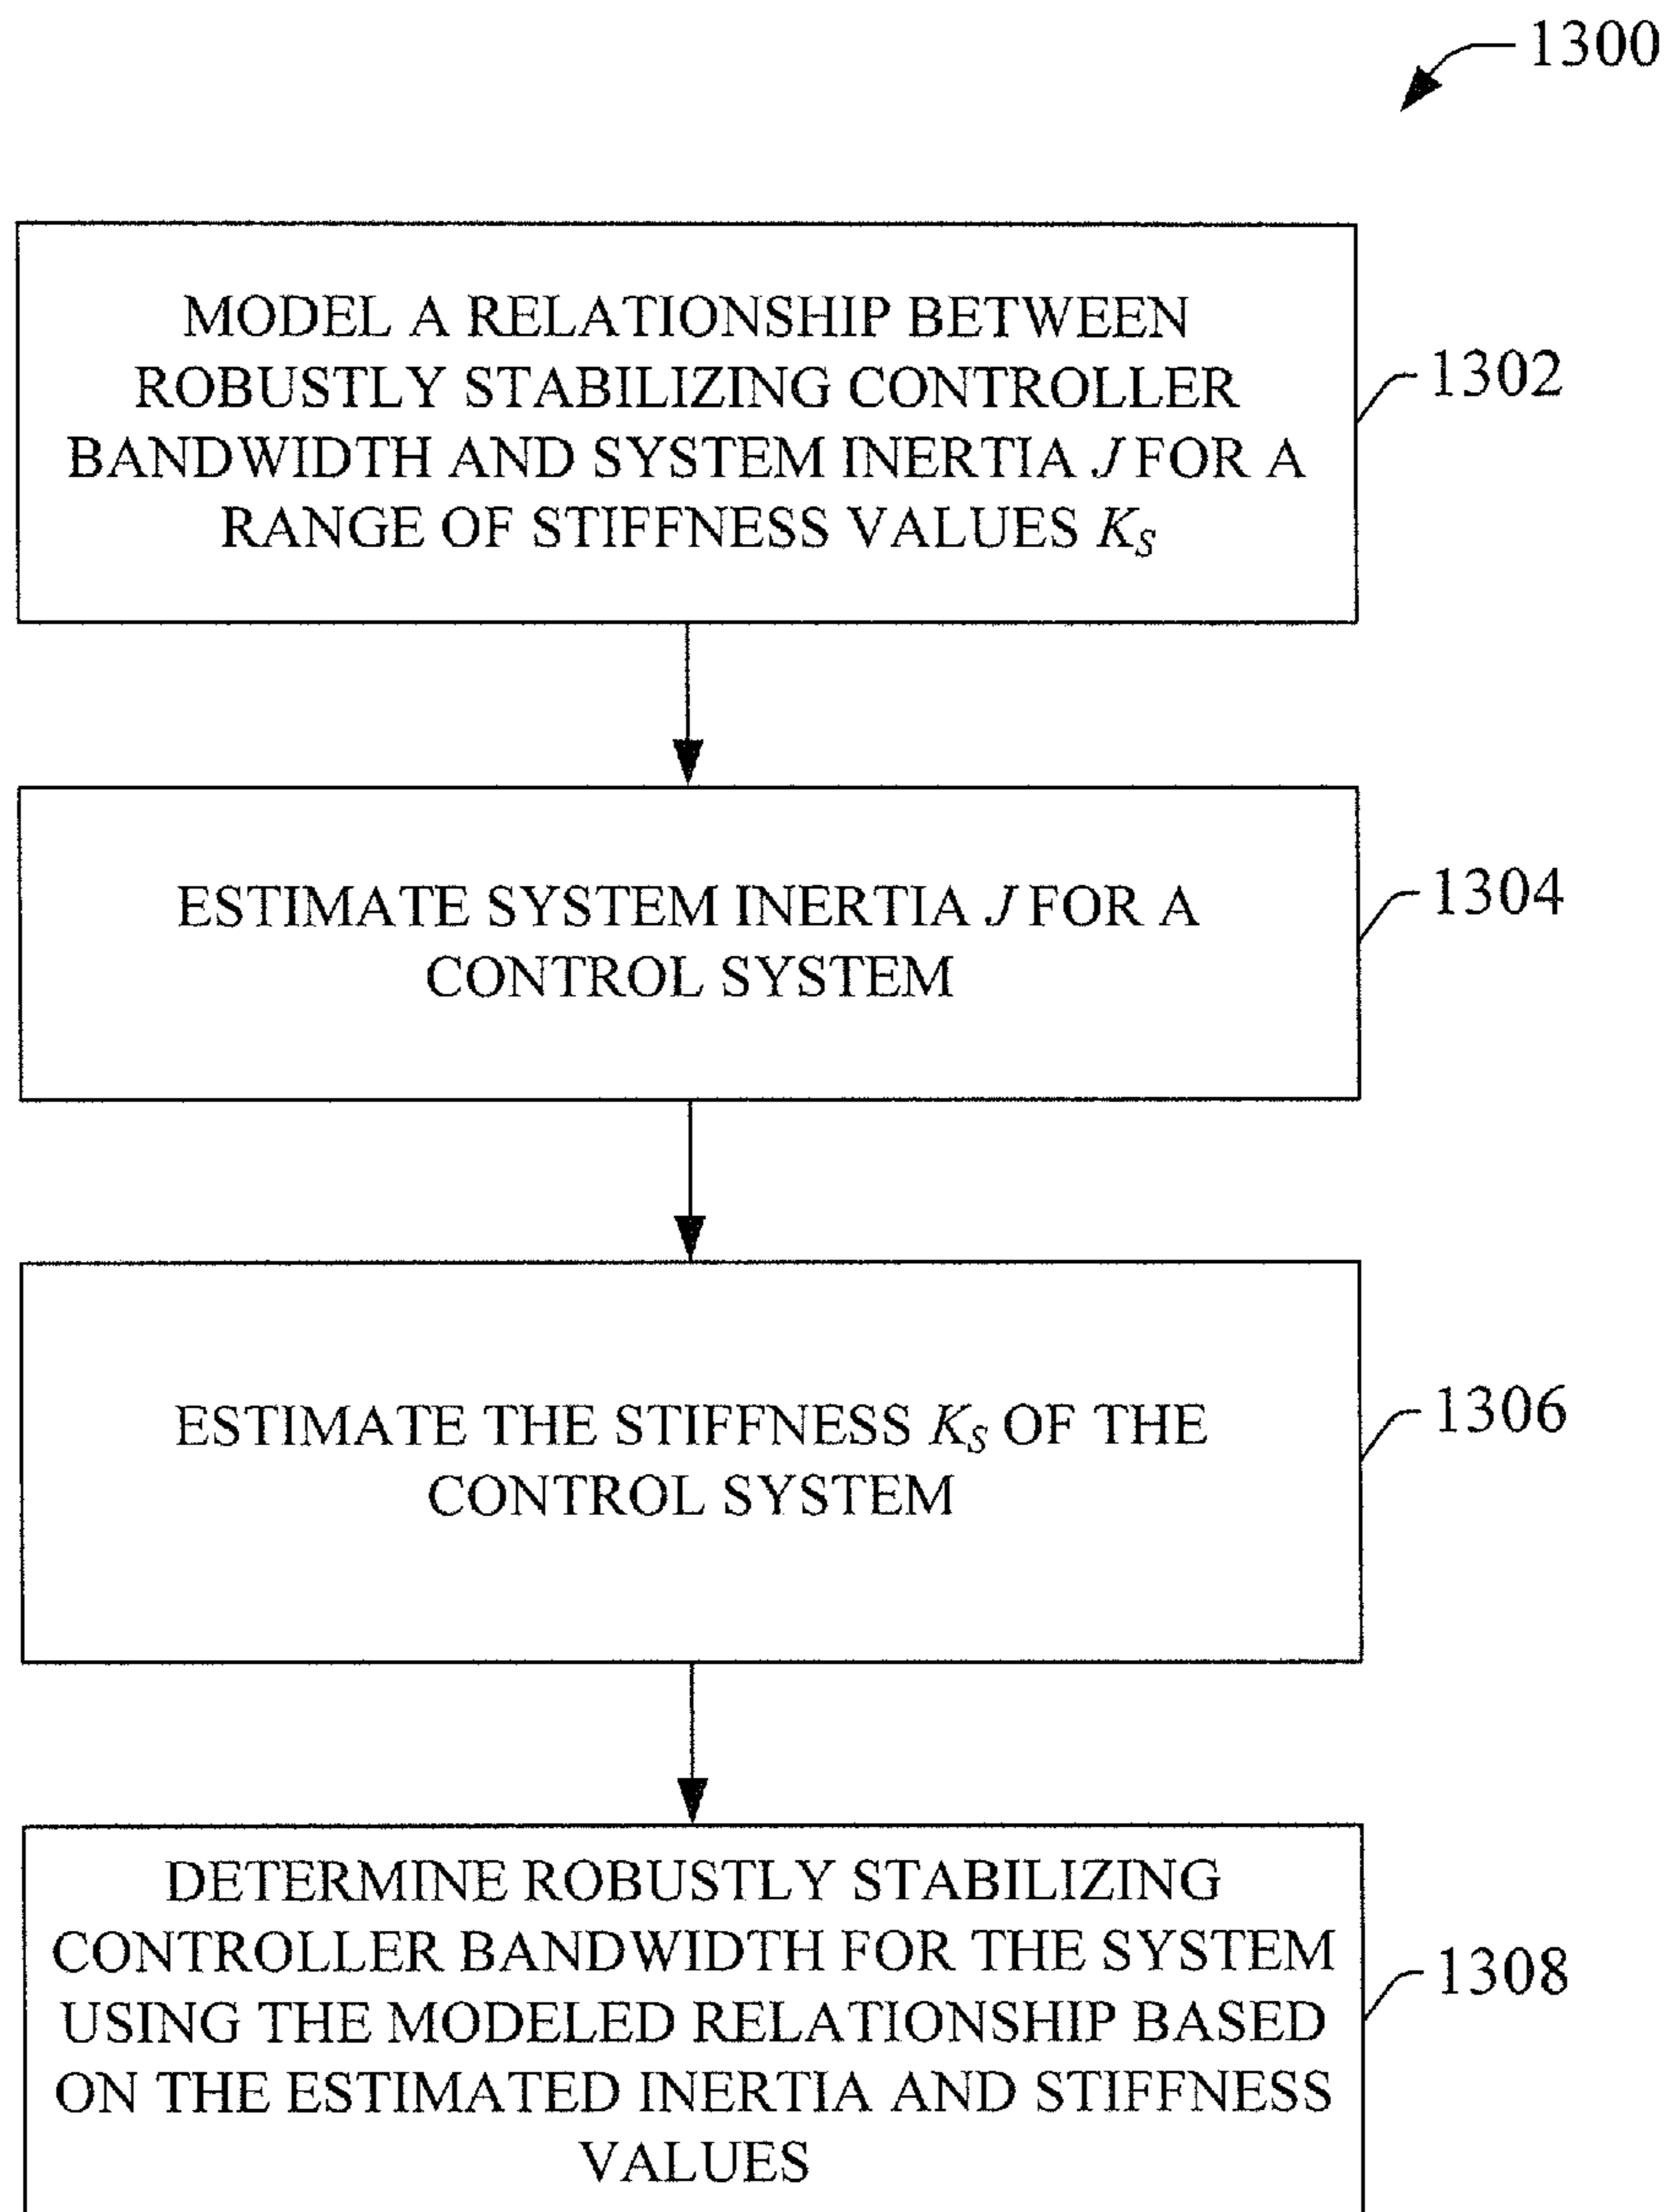 1300
MODEL A RELATIONSHIP BETWEEN
ROBUSTLY STABILIZING CONTROLLER
BANDWIDTH AND SYSTEM INERTIA J FOR A
RANGE OF STIFFNESS VALUES KS
1302
ESTIMATE SYSTEM INERTIA J FOR A
CONTROL SYSTEM
1304
ESTIMATE THE STIFFNESS KS OF THE
CONTROL SYSTEM
1306
DETERMINE ROBUSTLY STABILIZING
CONTROLLER BANDWIDTH FOR THE SYSTEM
USING THE MODELED RELATIONSHIP BASED
ON THE ESTIMATED INERTIA AND STIFFNESS
VALUES
1308